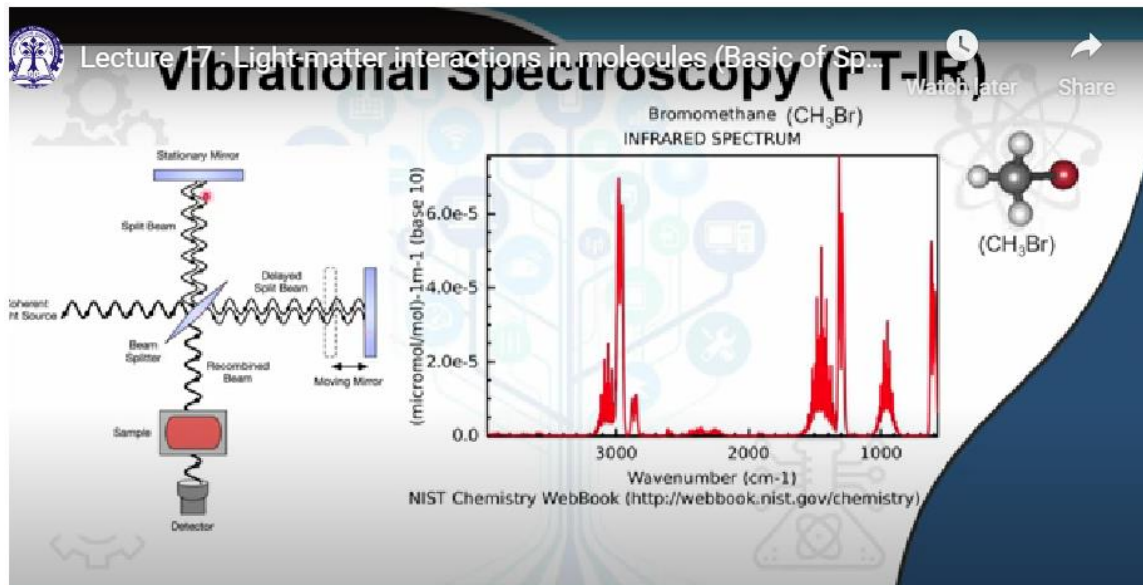 Lecture 17 : Light-matter interactions in molecules (Basic of Sp...
Watch later
Share
Vibrational Spectroscopy (FT-IR)
Stationary Mirror
Split Beam
Delayed
Split Beam
oherent
ht Source
Beam
Splitter
Recombined
Beam
Moving Mirror
Sample
Detector
Bromomethane (CH3Br)
INFRARED SPECTRUM
(micromol/mol)-1m-1 (base 10)
6.0e-5
4.0e-5
2.0e-5
0.0
3000 2000 1000
Wavenumber (cm-1)
NIST Chemistry WebBook (http://webbook.nist.gov/chemistry)
(CH3Br)